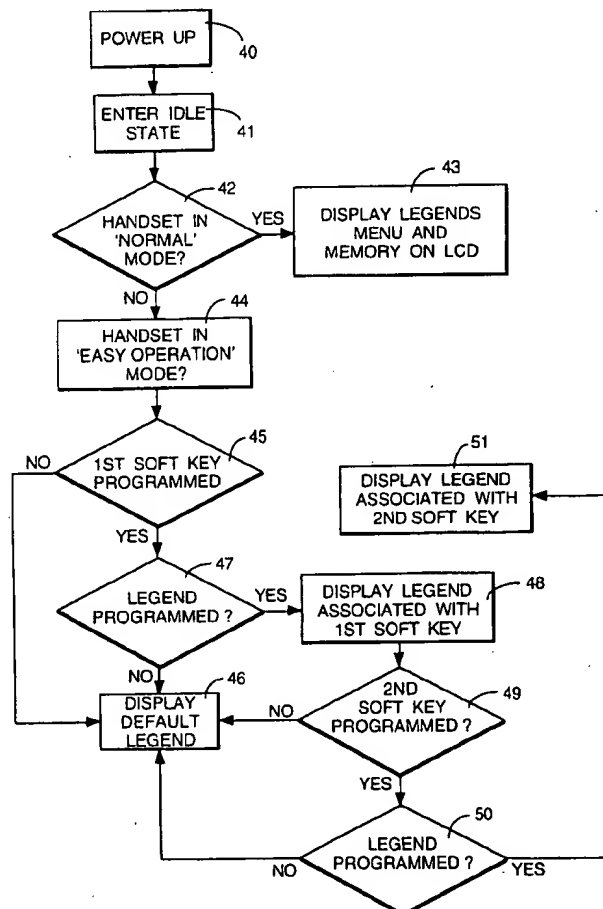 POWER UP
40
ENTER IDLE
STATE
41
42
HANDSET IN
'NORMAL'
MODE?
YES
43
DISPLAY LEGENDS
MENU AND
MEMORY ON LCD
NO
44
HANDSET IN
'EASY OPERATION'
MODE?
45
NO
1ST SOFT KEY
PROGRAMMED
YES
51
DISPLAY LEGEND
ASSOCIATED WITH
2ND SOFT KEY
47
LEGEND
PROGRAMMED ?
YES
DISPLAY LEGEND
ASSOCIATED WITH
1ST SOFT KEY
48
NO
46
DISPLAY
DEFAULT
LEGEND
NO
2ND
SOFT KEY
PROGRAMMED ?
49
YES
50
LEGEND
PROGRAMMED ?
NO
YES